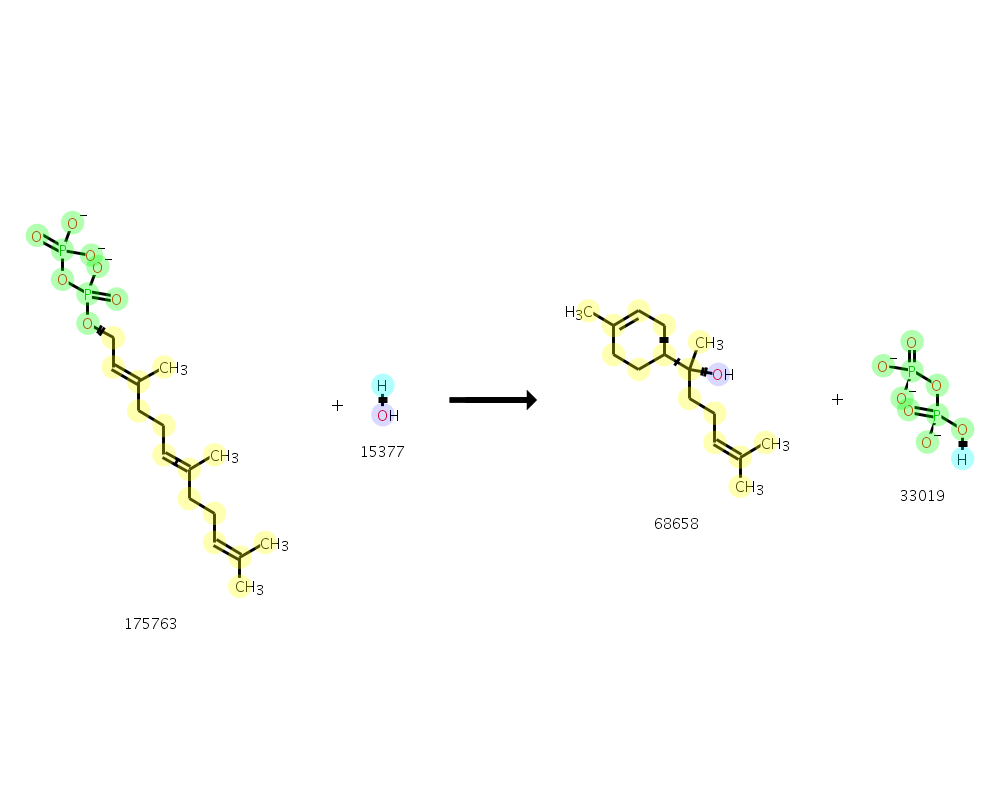 O⁻
O
P
O⁻
O⁻
O
P
O
O
CH₃
CH₃
CH₃
CH₃
175763
+
H
OH
15377
H₃C
CH₃
OH
CH₃
CH₃
68658
+
O
O⁻
P
O
O⁻
O
P
O
O⁻
H
33019